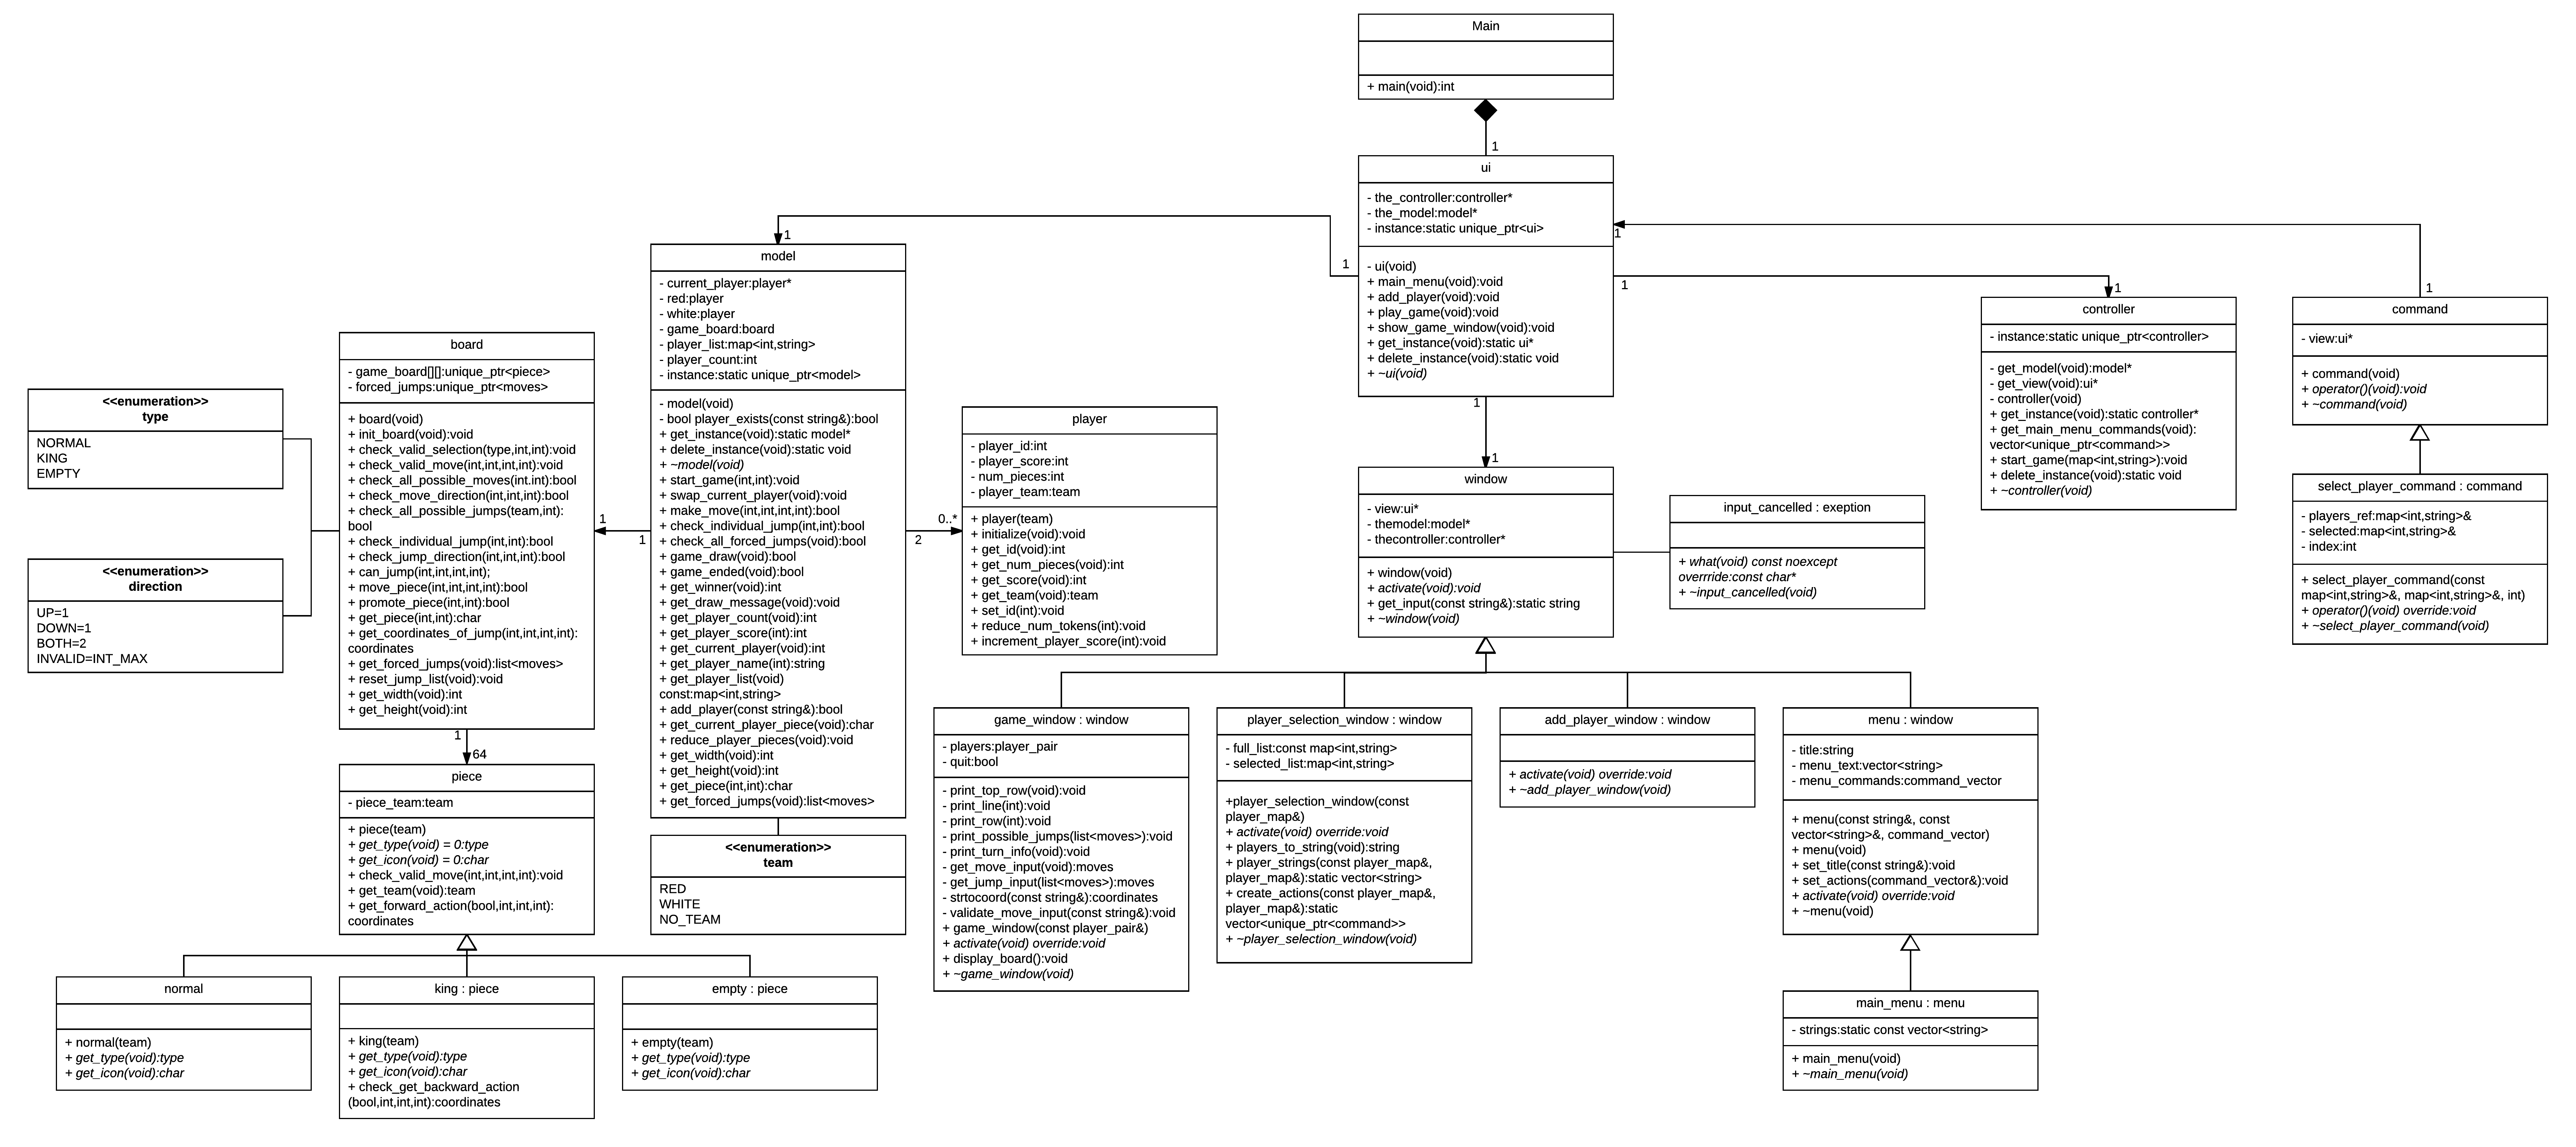 Main
+ main(void):int
1
ui
- the_controller:controller*
- the_model:model*
- instance:static unique_ptr<ui>
- ui(void)
+ main_menu(void):void
+ add_player(void):void
+ play_game(void):void
+ show_game_window(void):void
+ get_instance(void):static ui*
+ delete_instance(void):static void
+ ~ui(void)
1
1
1
1
1
1
1
1
model
- current_player:player*
- red:player
- white:player
- game_board:board
- player_list:map<int,string>
- player_count:int
- instance:static unique_ptr<model>
- model(void)
- bool player_exists(const string&):bool
+ get_instance(void):static model*
+ delete_instance(void):static void
+ ~model(void)
+ start_game(int,int):void
+ swap_current_player(void):void
+ make_move(int,int,int,int):bool
+ check_individual_jump(int,int):bool
+ check_all_forced_jumps(void):bool
+ game_draw(void):bool
+ game_ended(void):bool
+ get_winner(void):int
+ get_draw_message(void):void
+ get_player_count(void):int
+ get_player_score(int):int
+ get_current_player(void):int
+ get_player_name(int):string
+ get_player_list(void)
const:map<int,string>
+ add_player(const string&):bool
+ get_current_player_piece(void):char
+ reduce_player_pieces(void):void
+ get_width(void):int
+ get_height(void):int
+ get_piece(int,int):char
+ get_forced_jumps(void):list<moves>
controller
- instance:static unique_ptr<controller>
- get_model(void):model*
- get_view(void):ui*
- controller(void)
+ get_instance(void):static controller*
+ get_main_menu_commands(void):
vector<unique_ptr<command>>
+ start_game(map<int,string>):void
+ delete_instance(void):static void
+ ~controller(void)
command
- view:ui*
+ command(void)
+ operator()(void):void
+ ~command(void)
board
- game_board[][]:unique_ptr<piece>
- forced_jumps:unique_ptr<moves>
+ board(void)
+ init_board(void):void
+ check_valid_selection(type,int,int):void
+ check_valid_move(int,int,int,int):void
+ check_all_possible_moves(int.int):bool
+ check_move_direction(int,int,int):bool
+ check_all_possible_jumps(team,int):
bool
+ check_individual_jump(int,int):bool
+ check_jump_direction(int,int,int):bool
+ can_jump(int,int,int,int);
+ move_piece(int,int,int,int):bool
+ promote_piece(int,int):bool
+ get_piece(int,int):char
+ get_coordinates_of_jump(int,int,int,int):
coordinates
+ get_forced_jumps(void):list<moves>
+ reset_jump_list(void):void
+ get_width(void):int
+ get_height(void):int
1
1
0..*
2
<<enumeration>>
type
NORMAL
KING
EMPTY
<<enumeration>>
direction
UP=1
DOWN=1
BOTH=2
INVALID=INT_MAX
player
- player_id:int
- player_score:int
- num_pieces:int
- player_team:team
+ player(team)
+ initialize(void):void
+ get_id(void):int
+ get_num_pieces(void):int
+ get_score(void):int
+ get_team(void):team
+ set_id(int):void
+ reduce_num_tokens(int):void
+ increment_player_score(int):void
window
- view:ui*
- themodel:model*
- thecontroller:controller*
+ window(void)
+ activate(void):void
+ get_input(const string&):static string
+ ~window(void)
input_cancelled : exeption
+ what(void) const noexcept
overrride:const char*
+ ~input_cancelled(void)
select_player_command : command
- players_ref:map<int,string>&
- selected:map<int,string>&
- index:int
+ select_player_command(const
map<int,string>&, map<int,string>&, int)
+ operator()(void) override:void
+ ~select_player_command(void)
1
64
piece
- piece_team:team
+ piece(team)
+ get_type(void) = 0:type
+ get_icon(void) = 0:char
+ check_valid_move(int,int,int,int):void
+ get_team(void):team
+ get_forward_action(bool,int,int,int):
coordinates
<<enumeration>>
team
RED
WHITE
NO_TEAM
game_window : window
- players:player_pair
- quit:bool
- print_top_row(void):void
- print_line(int):void
- print_row(int):void
- print_possible_jumps(list<moves>):void
- print_turn_info(void):void
- get_move_input(void):moves
- get_jump_input(list<moves>):moves
- strtocoord(const string&):coordinates
- validate_move_input(const string&):void
+ game_window(const player_pair&)
+ activate(void) override:void
+ display_board():void
+ ~game_window(void)
player_selection_window : window
- full_list:const map<int,string>
- selected_list:map<int,string>
+player_selection_window(const
player_map&)
+ activate(void) override:void
+ players_to_string(void):string
+ player_strings(const player_map&,
player_map&):static vector<string>
+ create_actions(const player_map&,
player_map&):static
vector<unique_ptr<command>>
+ ~player_selection_window(void)
add_player_window : window
+ activate(void) override:void
+ ~add_player_window(void)
menu : window
- title:string
- menu_text:vector<string>
- menu_commands:command_vector
+ menu(const string&, const
vector<string>&, command_vector)
+ menu(void)
+ set_title(const string&):void
+ set_actions(command_vector&):void
+ activate(void) override:void
+ ~menu(void)
normal
+ normal(team)
+ get_type(void):type
+ get_icon(void):char
king : piece
+ king(team)
+ get_type(void):type
+ get_icon(void):char
+ check_get_backward_action
(bool,int,int,int):coordinates
empty : piece
+ empty(team)
+ get_type(void):type
+ get_icon(void):char
main_menu : menu
- strings:static const vector<string>
+ main_menu(void)
+ ~main_menu(void)